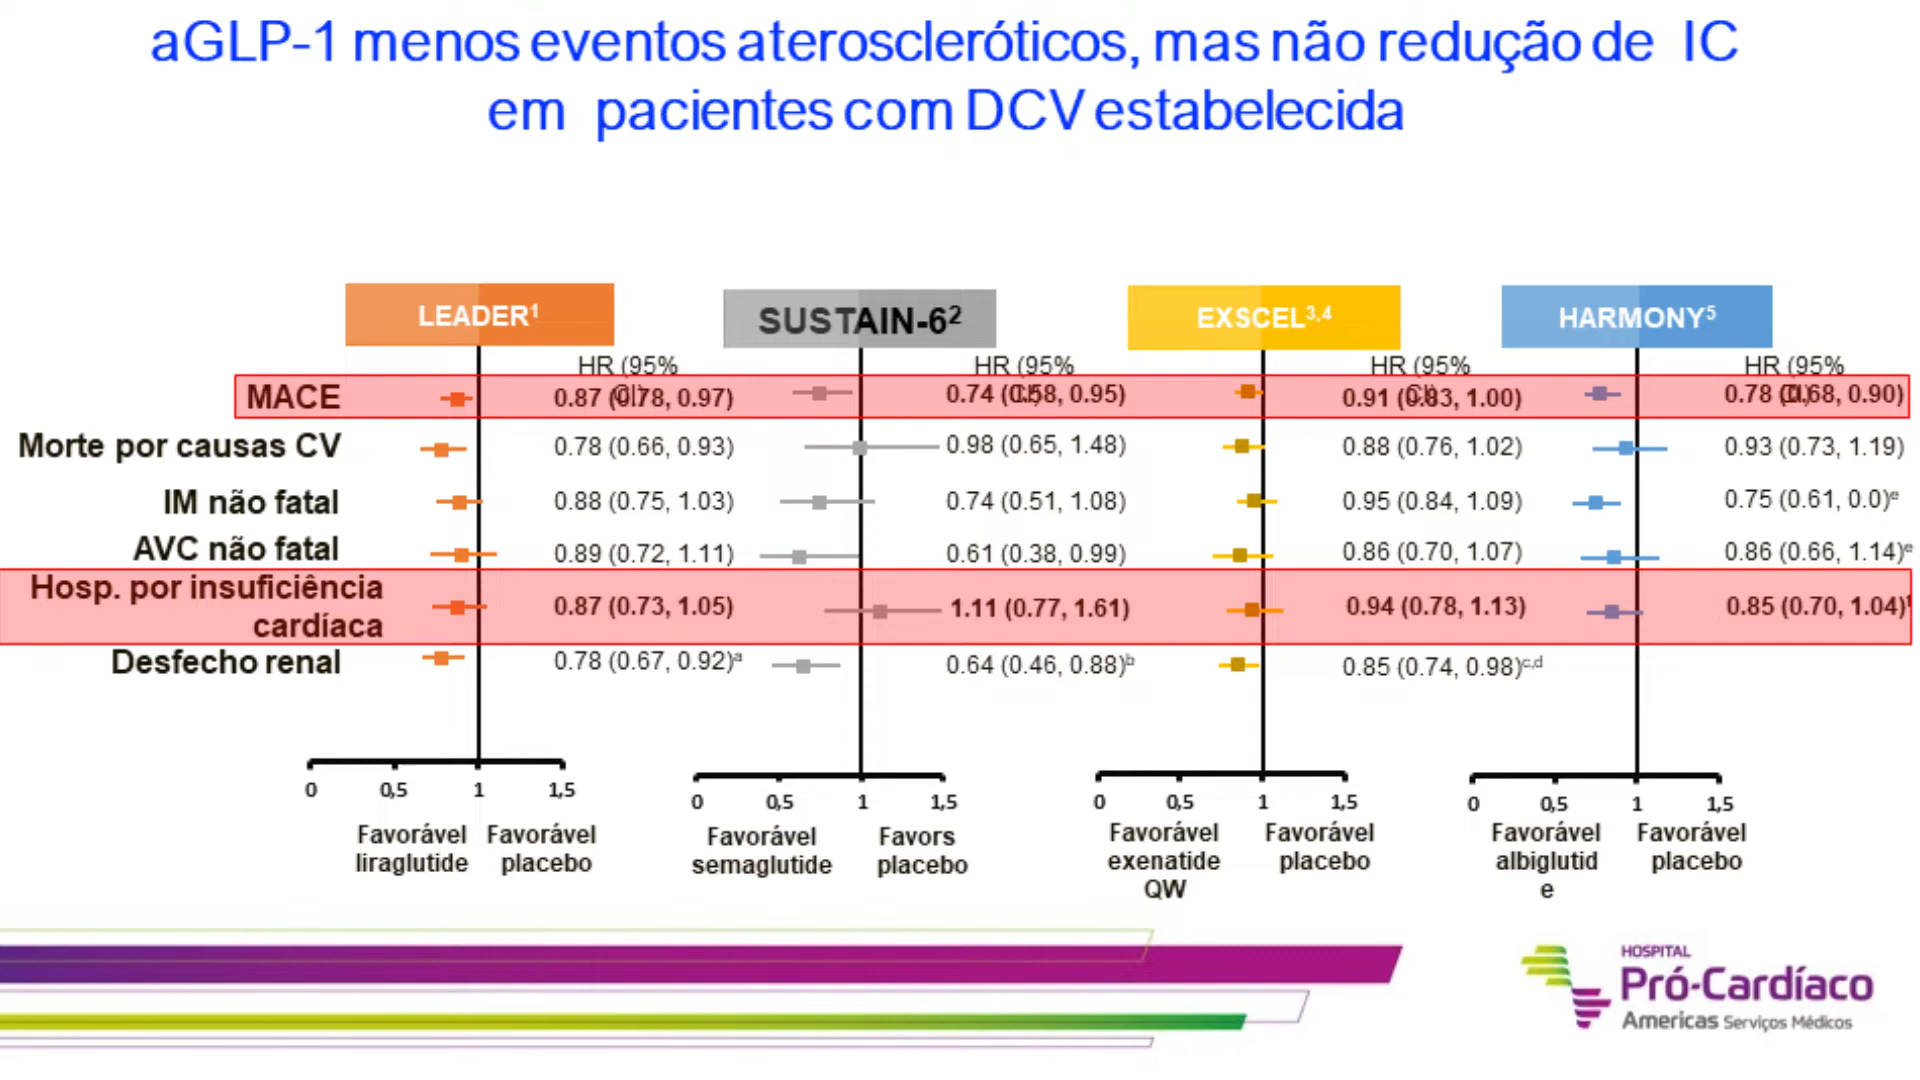 aGLP-1 menos eventos ateroscleróticos, mas não redução de IC
em pacientes com DCV estabelecida
LEADER¹ SUSTAIN-6² EXSCEL³,⁴ HARMONY⁵
HR (95% HR (95% HR (95% HR (95%
CI) CI) CI) CI)
MACE 0.87 (0.78, 0.97) 0.74 (0.58, 0.95) 0.91 (0.83, 1.00) 0.78 (0.68, 0.90)
Morte por causas CV 0.78 (0.66, 0.93) 0.98 (0.65, 1.48) 0.88 (0.76, 1.02) 0.93 (0.73, 1.19)
IM não fatal 0.88 (0.75, 1.03) 0.74 (0.51, 1.08) 0.95 (0.84, 1.09) 0.75 (0.61, 0.0)ᵉ
AVC não fatal 0.89 (0.72, 1.11) 0.61 (0.38, 0.99) 0.86 (0.70, 1.07) 0.86 (0.66, 1.14)ᵉ
Hosp. por insuficiência
cardíaca 0.87 (0.73, 1.05) 1.11 (0.77, 1.61) 0.94 (0.78, 1.13) 0.85 (0.70, 1.04)
Desfecho renal 0.78 (0.67, 0.92)ᵃ 0.64 (0.46, 0.88)ᵇ 0.85 (0.74, 0.98)ᶜ,ᵈ
0 0,5 1 1,5 0 0,5 1 1,5 0 0,5 1 1,5 0 0,5 1 1,5
Favorável liraglutide
Favorável placebo
Favorável semaglutide
Favors placebo
Favorável exenatide QW
Favorável placebo
Favorável
albiglutid
e
Favorável placebo
HOSPITAL
Pró-Cardíaco
Americas Serviços Médicos